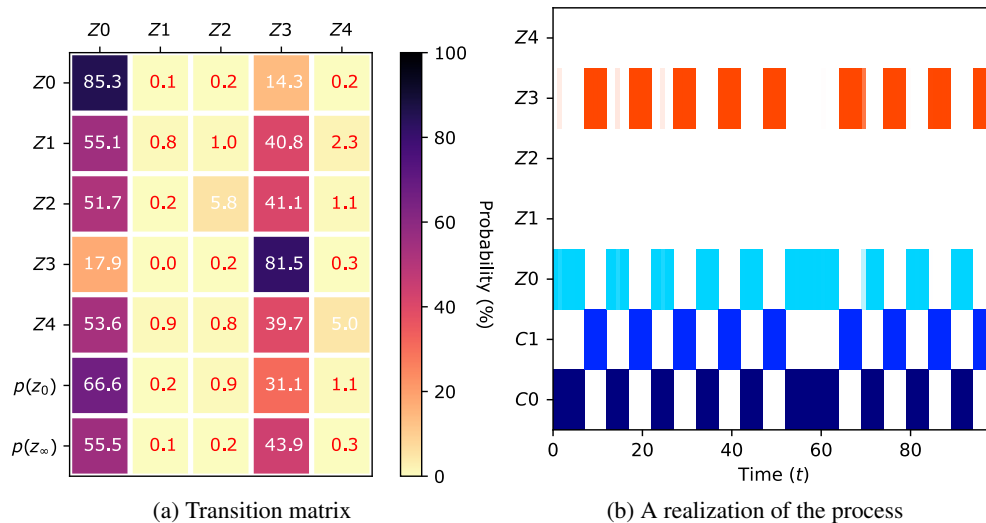 Z0 Z1 Z2 Z3 Z4
Z0 85.3 0.1 0.2 14.3 0.2
Z1 55.1 0.8 1.0 40.8 2.3
Z2 51.7 0.2 5.8 41.1 1.1
Z3 17.9 0.0 0.2 81.5 0.3
Z4 53.6 0.9 0.8 39.7 5.0
p(z₀) 66.6 0.2 0.9 31.1 1.1
p(z∞) 55.5 0.1 0.2 43.9 0.3
100
80
60
40
20
0
Probability (%)
(a) Transition matrix
Z4
Z3
Z2
Z1
Z0
C1
C0
0 20 40 60 80
Time (t)
(b) A realization of the process